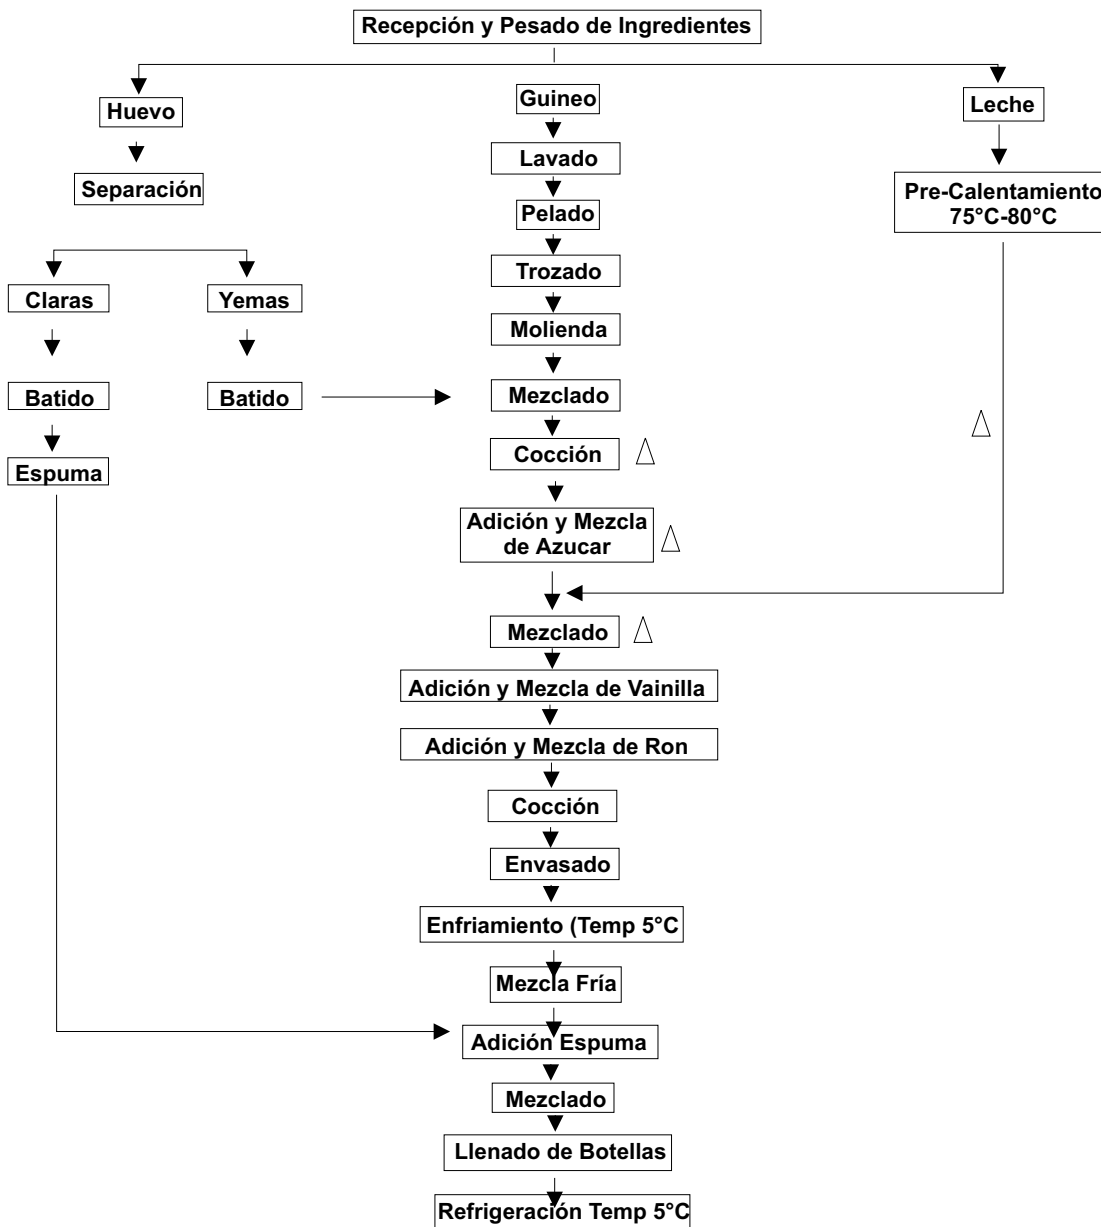 Recepción y Pesado de Ingredientes
Huevo
Guineo
Leche
Separación
Lavado
Pre-Calentamiento
75°C-80°C
Pelado
Trozado
Claras
Yemas
Molienda
Batido
Batido
Mezclado
Espuma
Cocción
Adición y Mezcla
de Azucar
Mezclado
Adición y Mezcla de Vainilla
Adición y Mezcla de Ron
Cocción
Envasado
Enfriamiento (Temp 5°C
Mezcla Fría
Adición Espuma
Mezclado
Llenado de Botellas
Refrigeración Temp 5°C